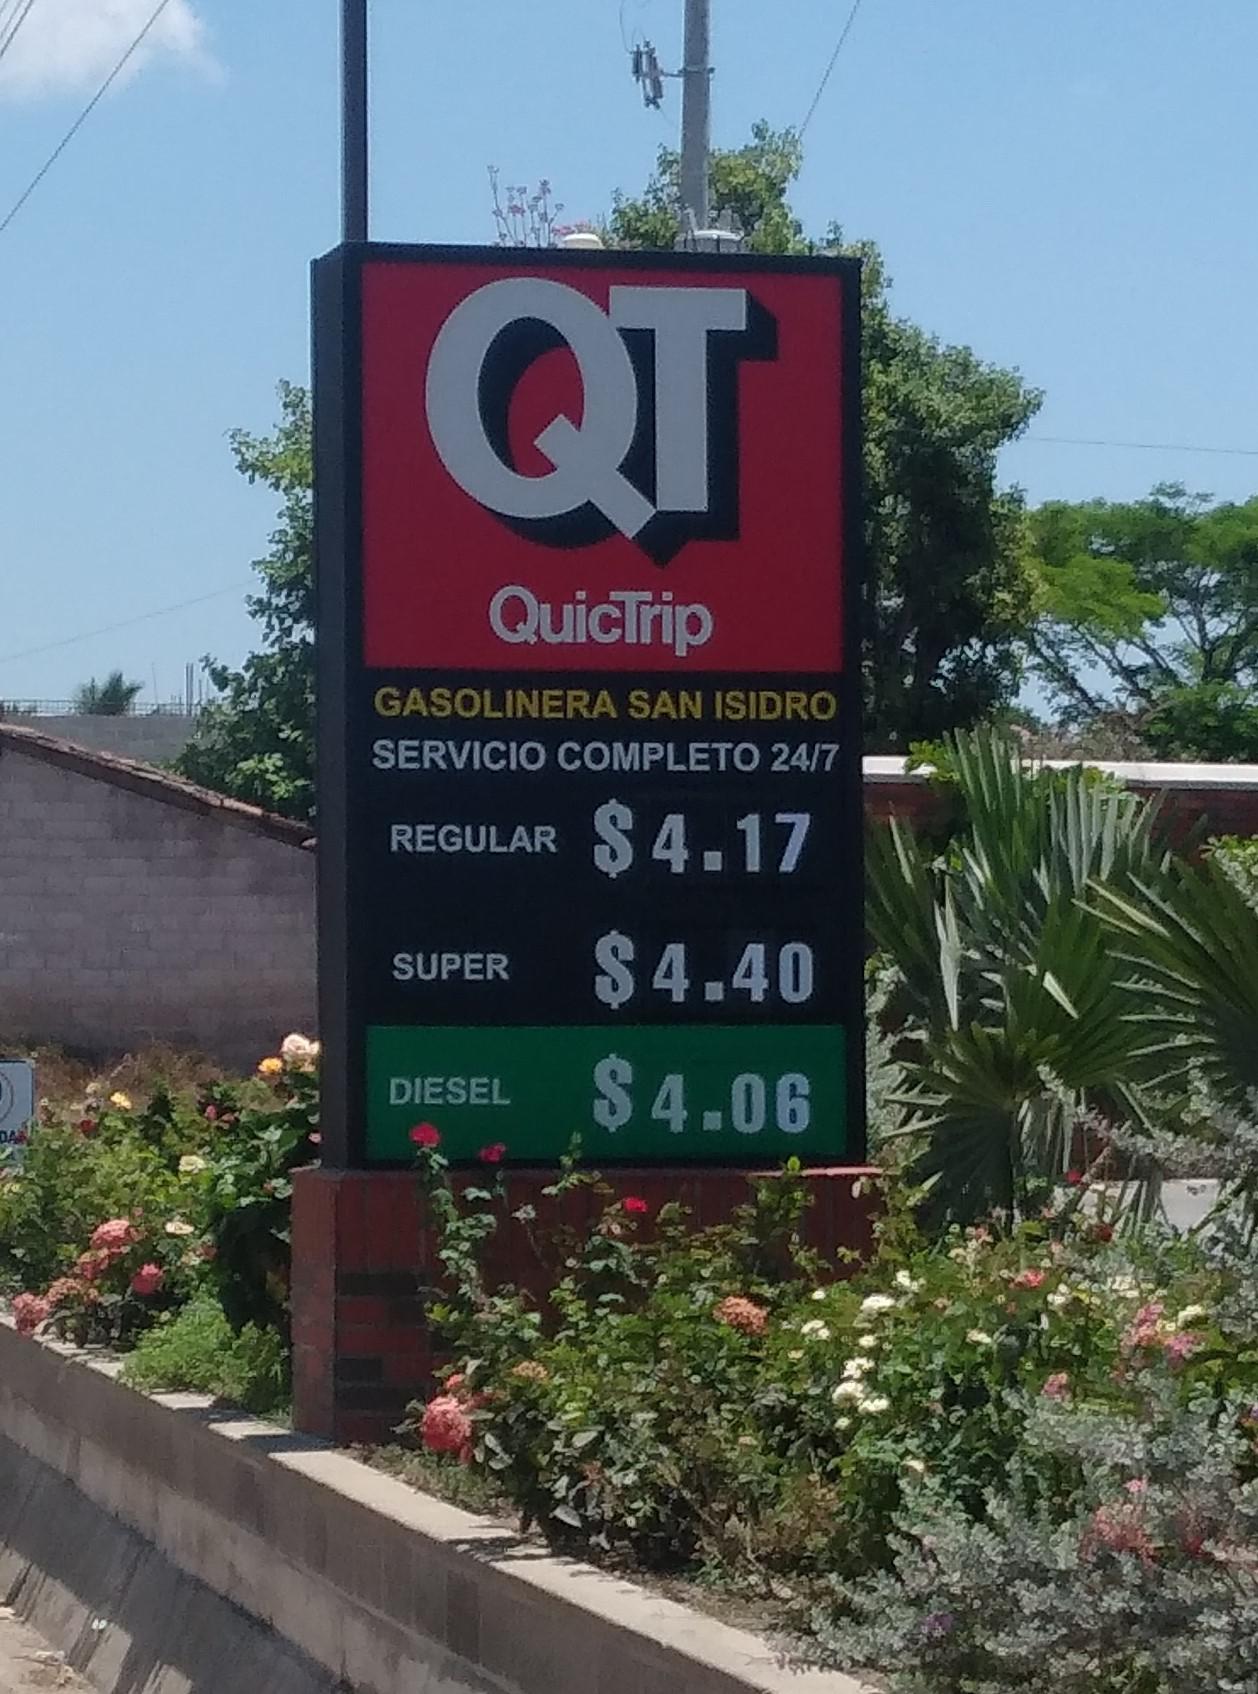 QT
QuicTrip
GASOLINERA SAN ISIDRO
SERVICIO COMPLETO 24/7
REGULAR $4.17
SUPER $4.40
DIESEL $4.06